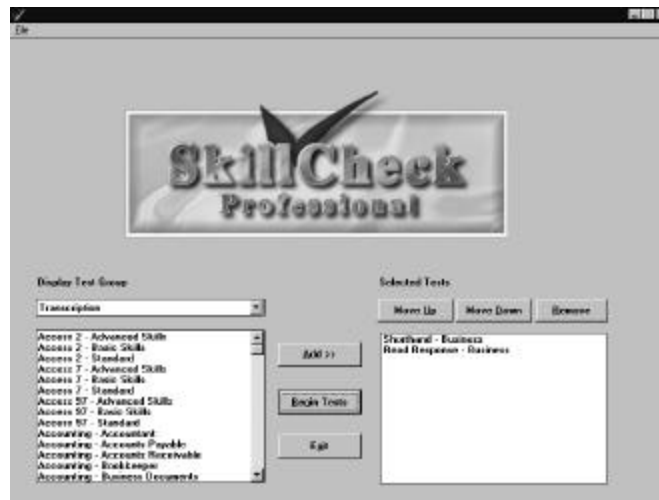 File
SkillCheck
Professional
Display Test Group
Selected Tests
Transcription
Move Up
Move Down
Remove
Access 2 - Advanced Skills
Access 2 - Basic Skills
Access 2 - Standard
Access 7 - Advanced Skills
Access 7 - Basic Skills
Access 7 - Standard
Access 97 - Advanced Skills
Access 97 - Basic Skills
Access 97 - Standard
Accounting - Accountant
Accounting - Accounts Payable
Accounting - Accounts Receivable
Accounting - Bookkeeper
Accounting - Business Documents
Add >>
Begin Tests
Exit
Shorthand - Business
Read Response - Business